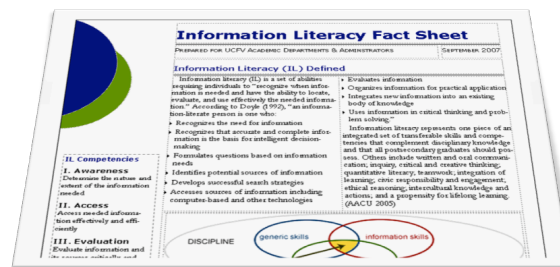 Information Literacy Fact Sheet
PREPARED FOR UCFV ACADEMIC DEPARTMENTS & ADMINISTRATORS
SEPTEMBER 2007
Information Literacy (IL) Defined
Information literacy (IL) is a set of abilities
requiring individuals to "recognize when infor-
mation is needed and have the ability to locate,
evaluate, and use effectively the needed informa-
tion." According to Doyle (1992), "an informa-
tion-literate person is one who:
• Recognizes the need for information
• Recognizes that accurate and complete infor-
mation is the basis for intelligent decision-
making
• Formulates questions based on information
needs
• Identifies potential sources of information
• Develops successful search strategies
• Accesses sources of information including
computer-based and other technologies
• Evaluates information
• Organizes information for practical application
• Integrates new information into an existing
body of knowledge
• Uses information in critical thinking and prob-
lem solving."
Information literacy represents one piece of an
integrated set of transferable skills and compe-
tencies that complement disciplinary knowledge
and that all postsecondary graduates should pos-
sess. Others include written and oral communi-
cation; inquiry, critical and creative thinking;
quantitative literacy, teamwork; integration of
learning; civic responsibility and engagement;
ethical reasoning; intercultural knowledge and
actions; and a propensity for lifelong learning.
(AACU 2005)
IL Competencies
I. Awareness
Determine the nature and
extent of the information
needed
II. Access
Access needed informa-
tion effectively and effi-
ciently
III. Evaluation
Evaluate information and
its source critically and
DISCIPLINE
generic skills
information skills